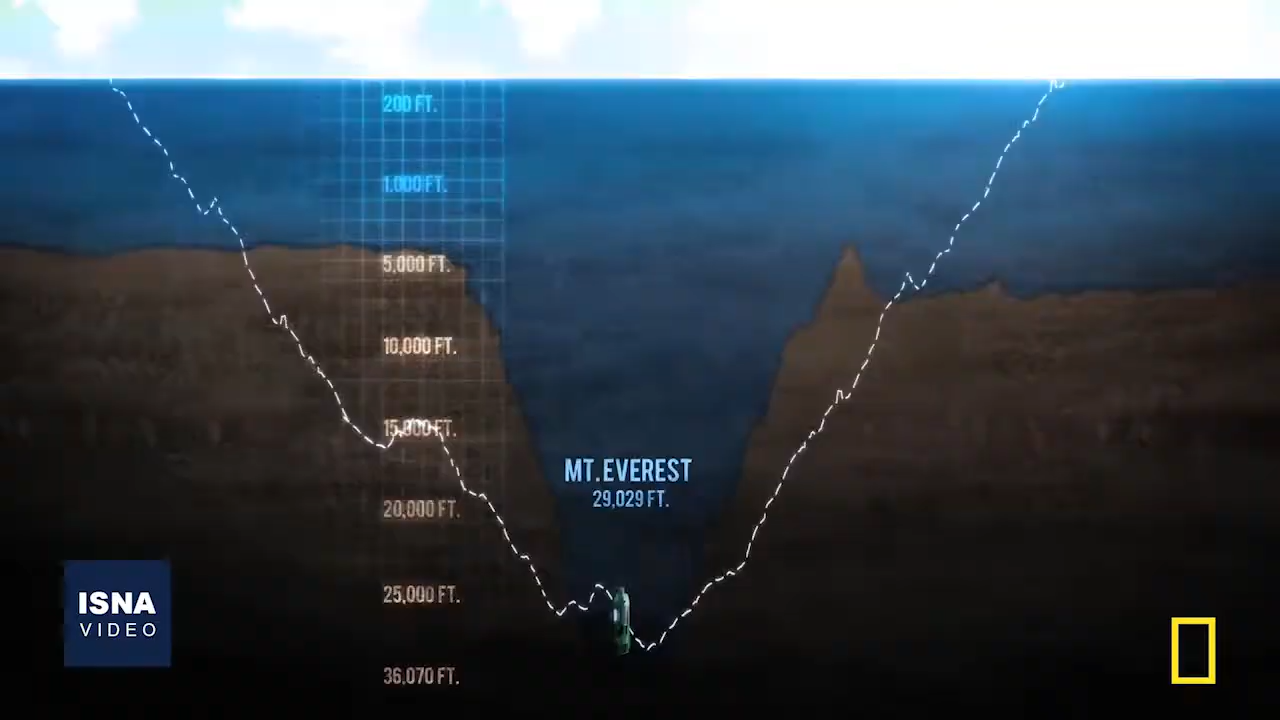 200 FT.
1.000 FT.
5,000 FT.
10,000 FT.
15,000 FT.
MT.EVEREST
29,029 FT.
20,000 FT.
25,000 FT.
36,070 FT.
ISNA
VIDEO